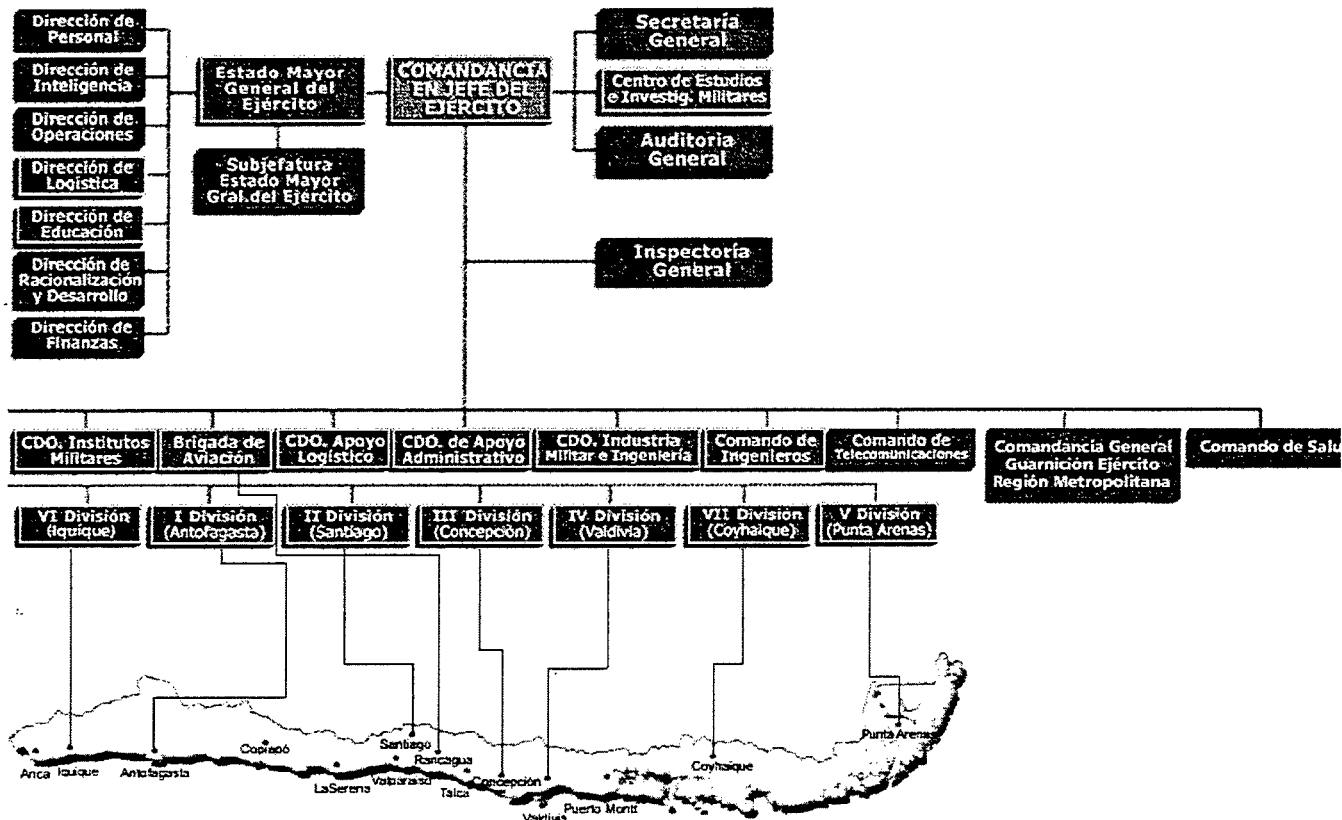 Dirección de
Personal
Dirección de
Inteligencia
Dirección de
Operaciones
Dirección de
Logística
Dirección de
Educación
Dirección de
Racionalización
y Desarrollo
Dirección de
Finanzas
Estado Mayor
General del
Ejército
Subjefatura
Estado Mayor
Gral.del Ejército
COMANDANCIA
EN JEFE DEL
EJÉRCITO
Secretaría
General
Centro de Estudios
e Investig. Militares
Auditoria
General
Inspectoría
General
CDO. Institutos
Militares
Brigada de
Aviación
CDO. Apoyo
Logístico
CDO. de Apoyo
Administrativo
CDO. Industria
Militar e Ingeniería
Comando de
Ingenieros
Comando de
Telecomunicaciones
Comandancia General
Guarnición Ejército
Región Metropolitana
Comando de Salu
VI División
(Iquique)
I División
(Antofagasta)
II División
(Santiago)
III División
(Concepción)
IV División
(Valdivia)
VII División
(Coyhaique)
V División
(Punta Arenas)
Arica
Iquique
Antofagasta
Copiapó
LaSerena
Valparaiso
Santiago
Rancagua
Talca
Concepción
Valdivia
Puerto Montt
Coyhaique
Punta Arenas